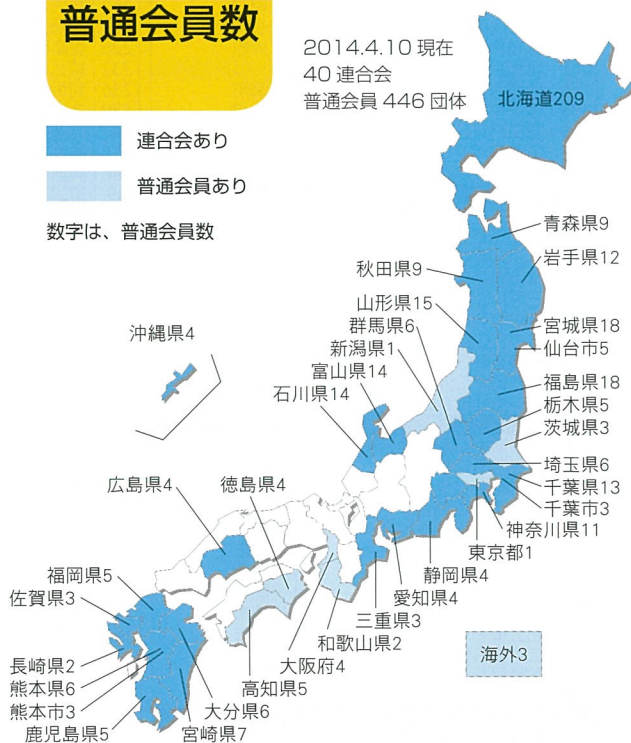 普通会員数
2014.4.10 現在
40 連合会
普通会員 446 団体
連合会あり
普通会員あり
数字は、普通会員数
北海道209
青森県9
岩手県12
秋田県9
山形県15
群馬県6
宮城県18
新潟県1
仙台市5
沖縄県4
富山県14
福島県18
石川県14
栃木県5
茨城県3
埼玉県6
広島県4
徳島県4
千葉県13
千葉市3
神奈川県11
東京都1
福岡県5
静岡県4
佐賀県3
愛知県4
三重県3
和歌山県2
海外3
長崎県2
大阪府4
熊本県6
高知県5
熊本市3
大分県6
鹿児島県5
宮崎県7